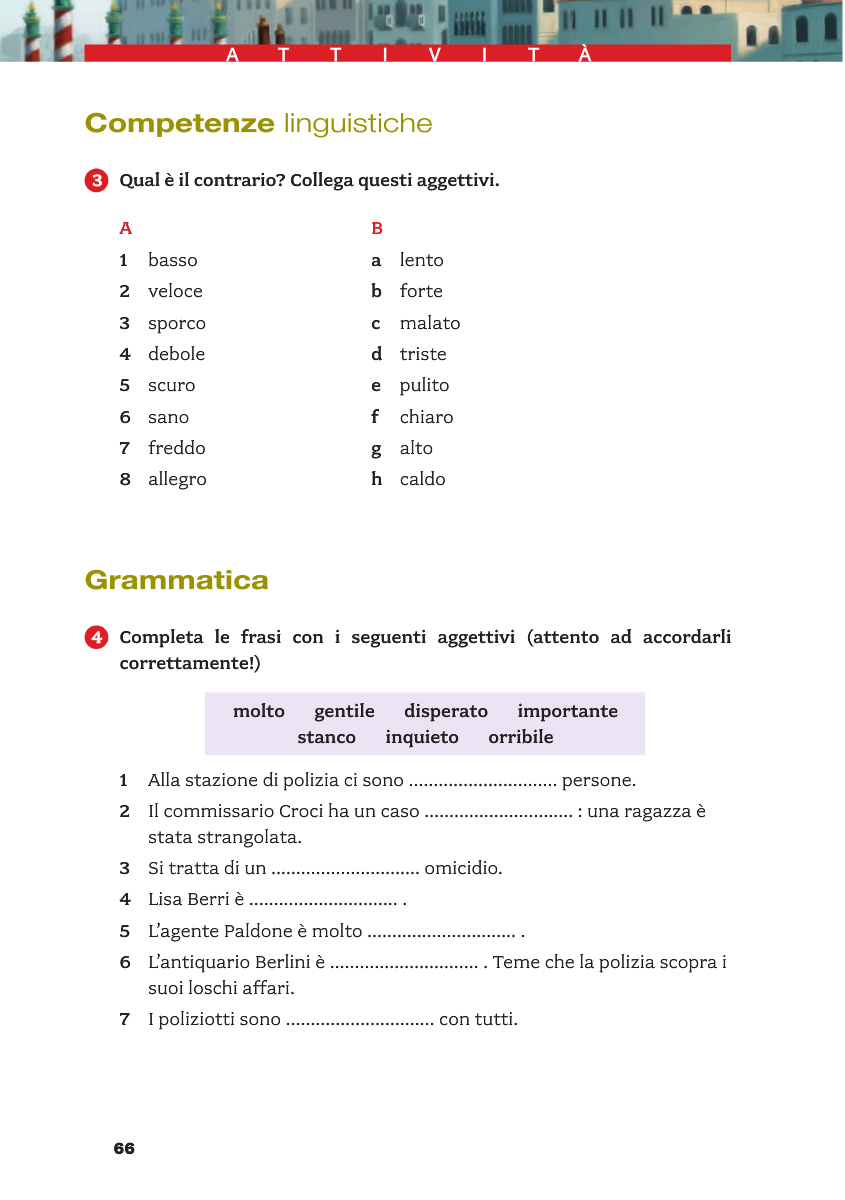 ATTIVITÀ
Competenze linguistiche
3 Qual è il contrario? Collega questi aggettivi.
A
1 basso
2 veloce
3 sporco
4 debole
5 scuro
6 sano
7 freddo
8 allegro
B
a lento
b forte
c malato
d triste
e pulito
f chiaro
g alto
h caldo
Grammatica
4 Completa le frasi con i seguenti aggettivi (attento ad accordarli
correttamente!)
molto gentile disperato importante
stanco inquieto orribile
1 Alla stazione di polizia ci sono .............................. persone.
2 Il commissario Croci ha un caso .............................. : una ragazza è
stata strangolata.
3 Si tratta di un .............................. omicidio.
4 Lisa Berri è .............................. .
5 L’agente Paldone è molto .............................. .
6 L’antiquario Berlini è .............................. . Teme che la polizia scopra i
suoi loschi affari.
7 I poliziotti sono .............................. con tutti.
66